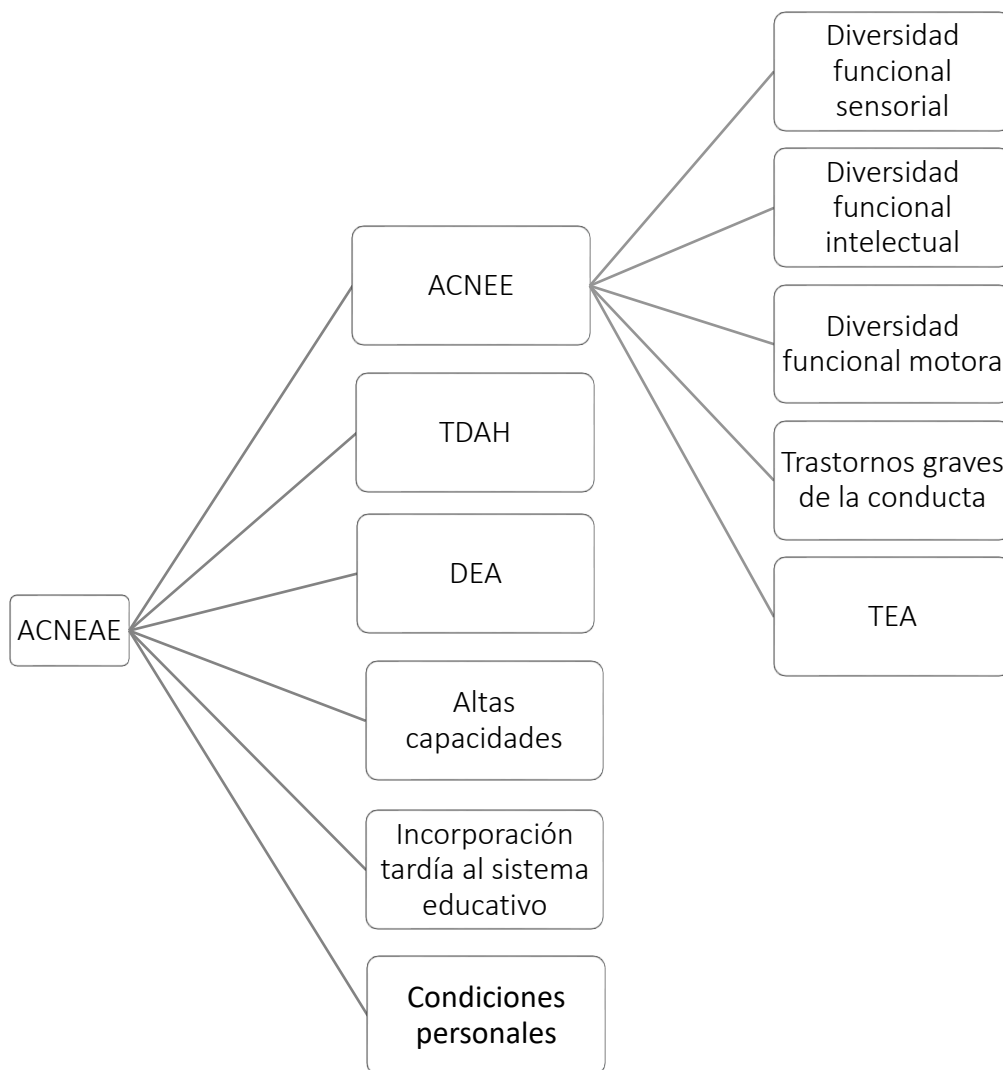 ACNEAE
ACNEE
TDAH
DEA
Altas
capacidades
Incorporación
tardía al sistema
educativo
Condiciones
personales
Diversidad
funcional
sensorial
Diversidad
funcional
intelectual
Diversidad
funcional motora
Trastornos graves
de la conducta
TEA